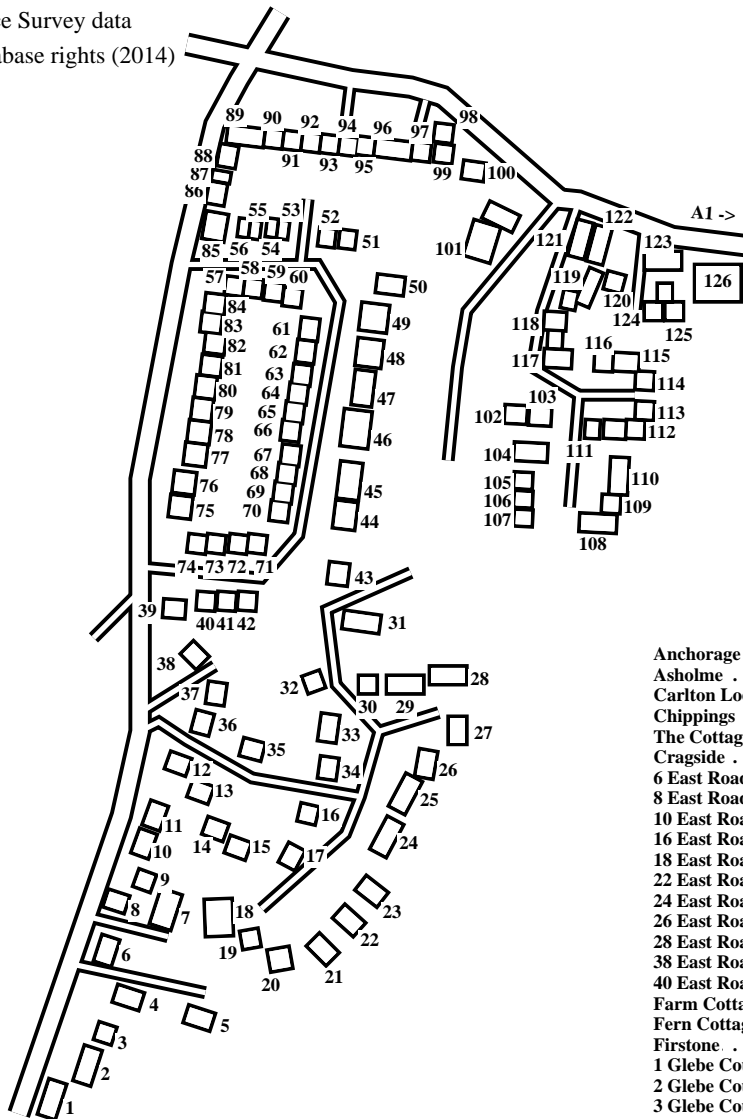 ce Survey data
abase rights (2014)
98
89 90 92 94 96 97
88 91 93 95 99
87 100
86
55 53 52
A1 ->
122
121
101
123
85 56 54 51
58 59
57 60
119
126
50
120
84
124 125
83 61 49
118
82 62 48
116 115
117
81 63
114
80 64 47
103
79 65
102 113
78 66 46
112
111
77 67
104
68
76 69 45
105 110
75 70 44
106 109
107
108
74 73 72 71
43
39
40 41 42
31
38
32
30 29 28
37
36 33 27
35
12 34 26
13
25
11 16
14 15
10 17 24
9
8 7 18 23
22
19
6
20 21
4
5
3
2
1
Anchorage
Asholme .
Carlton Lo
Chippings
The Cottag
Cragside .
6 East Road
8 East Road
10 East Roa
16 East Roa
18 East Roa
22 East Roa
24 East Roa
26 East Roa
28 East Roa
38 East Roa
40 East Roa
Farm Cotta
Fern Cottag
Firstone . .
1 Glebe Cot
2 Glebe Cot
3 Glebe Cot